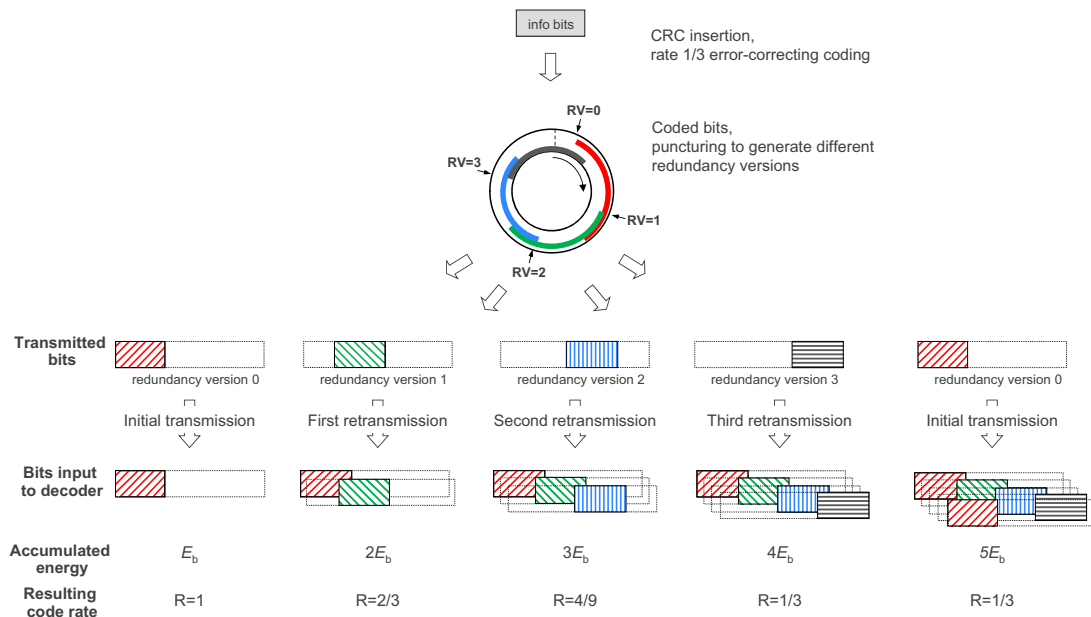 info bits
CRC insertion,
rate 1/3 error-correcting coding
RV=0
Coded bits,
puncturing to generate different
redundancy versions
RV=3
RV=1
RV=2
Transmitted
bits
redundancy version 0
redundancy version 1
redundancy version 2
redundancy version 3
redundancy version 0
Initial transmission
First retransmission
Second retransmission
Third retransmission
Initial transmission
Bits input
to decoder
Accumulated
energy
Eb
2Eb
3Eb
4Eb
5Eb
Resulting
code rate
R=1
R=2/3
R=4/9
R=1/3
R=1/3